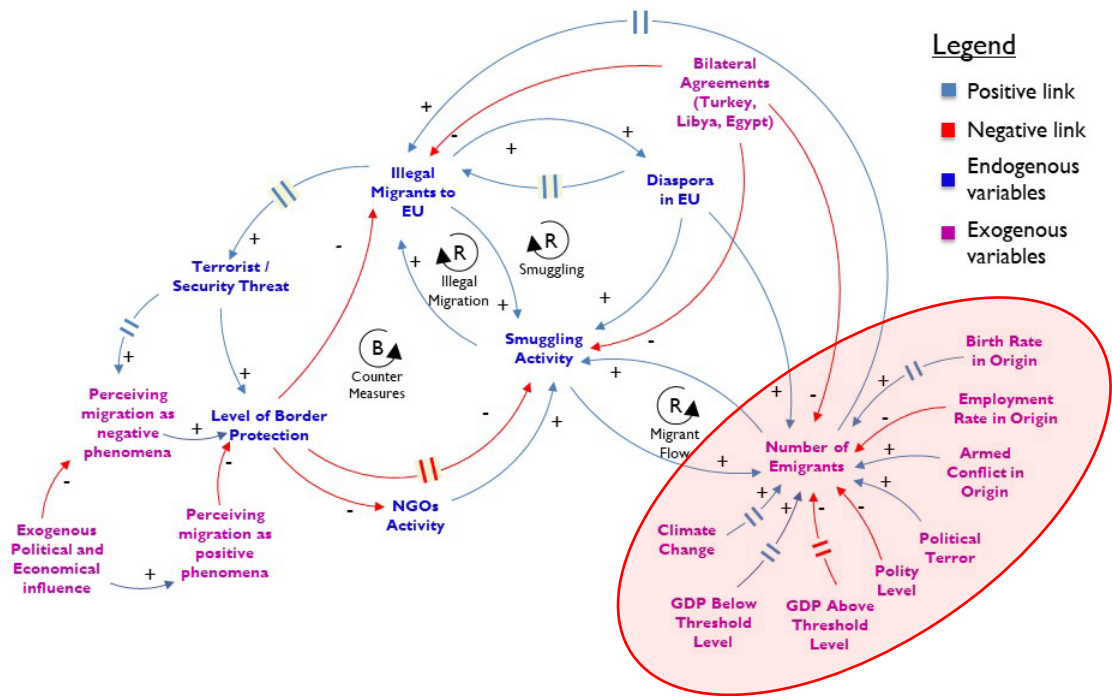 Legend
Positive link
Negative link
Endogenous
variables
Exogenous
variables
Bilateral
Agreements
(Turkey,
Libya, Egypt)
+
-
+
+
Illegal
Migrants to
EU
Diaspora
in EU
+
-
Terrorist /
Security Threat
+
R
Illegal
Migration
R
Smuggling
+
+
+
-
Smuggling
Activity
+
B
Counter
Measures
+
+
-
Perceiving
migration as
negative
phenomena
+
Level of Border
Protection
-
-
-
+
NGOs
Activity
R
Migrant
Flow
+
+
-
Birth Rate
in Origin
+
Employment
Rate in Origin
-
Number of
Emigrants
Armed
Conflict in
Origin
+
+
Political
Terror
-
Polity
Level
-
GDP Above
Threshold
Level
+
GDP Below
Threshold
Level
+
Climate
Change
Exogenous
Political and
Economical
influence
+
Perceiving
migration as
positive
phenomena